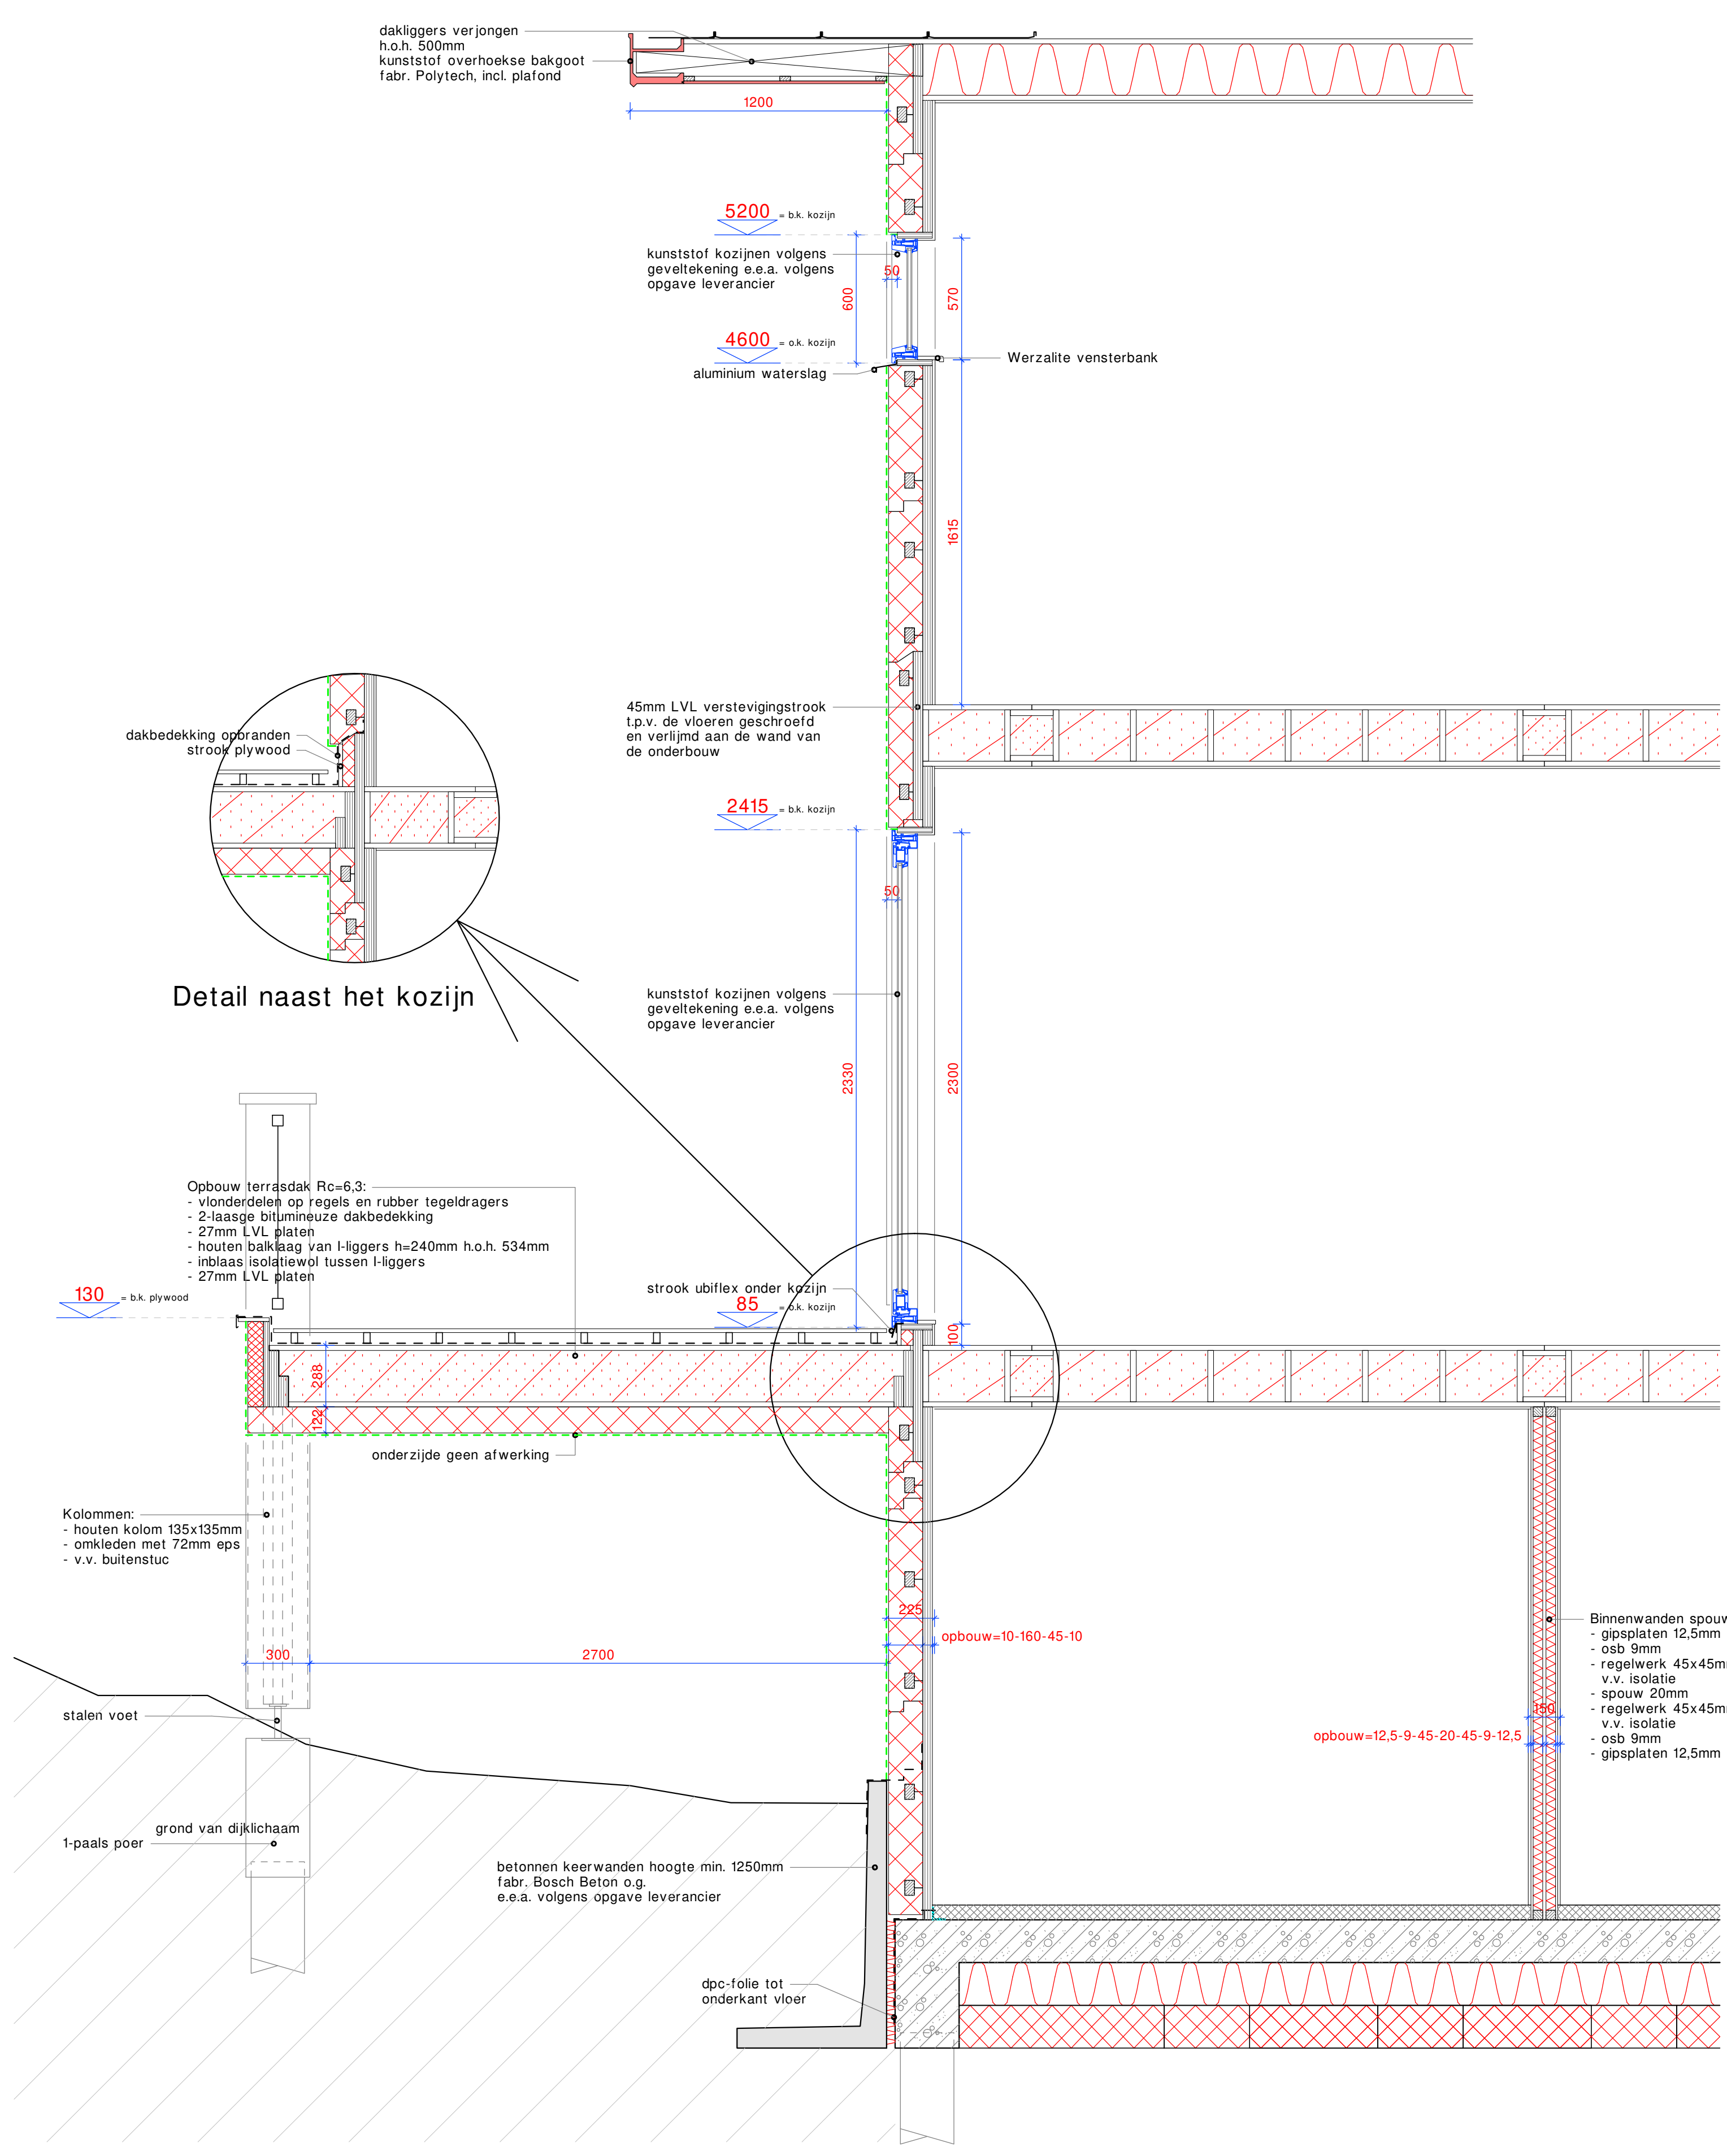 dakliggers verjongen
h.o.h. 500mm
kunststof overhoekse bakgoot
fabr. Polytech, incl. plafond
1200
5200 = b.k. kozijn
kunststof kozijnen volgens
geveltekening e.e.a. volgens
opgave leverancier
50
600
570
4600 = o.k. kozijn
Werzalite vensterbank
aluminium waterslag
1615
45mm LVL verstevigingstrook
t.p.v. de vloeren geschroefd
en verlijmd aan de wand van
de onderbouw
dakbedekking opbranden
strook plywood
2415 = b.k. kozijn
50
Detail naast het kozijn
kunststof kozijnen volgens
geveltekening e.e.a. volgens
opgave leverancier
2330
2300
Opbouw terrasdak Rc=6,3:
- vlonderdelen op regels en rubber tegeldragers
- 2-laasge bitumineuze dakbedekking
- 27mm LVL platen
- houten balklaag van I-liggers h=240mm h.o.h. 534mm
- inblaas isolatiewol tussen I-liggers
- 27mm LVL platen
130 = b.k. plywood
strook ubiflex onder kozijn
85 = o.k. kozijn
100
288
122
onderzijde geen afwerking
Kolommen:
- houten kolom 135x135mm
- omkleden met 72mm eps
- v.v. buitenstuc
225
opbouw=10-160-45-10
300
2700
Binnenwanden spouw
- gipsplaten 12,5mm
- osb 9mm
- regelwerk 45x45m
v.v. isolatie
- spouw 20mm
- regelwerk 45x45m
v.v. isolatie
- osb 9mm
- gipsplaten 12,5mm
150
opbouw=12,5-9-45-20-45-9-12,5
stalen voet
grond van dijklichaam
1-paals poer
betonnen keerwanden hoogte min. 1250mm
fabr. Bosch Beton o.g.
e.e.a. volgens opgave leverancier
dpc-folie tot
onderkant vloer